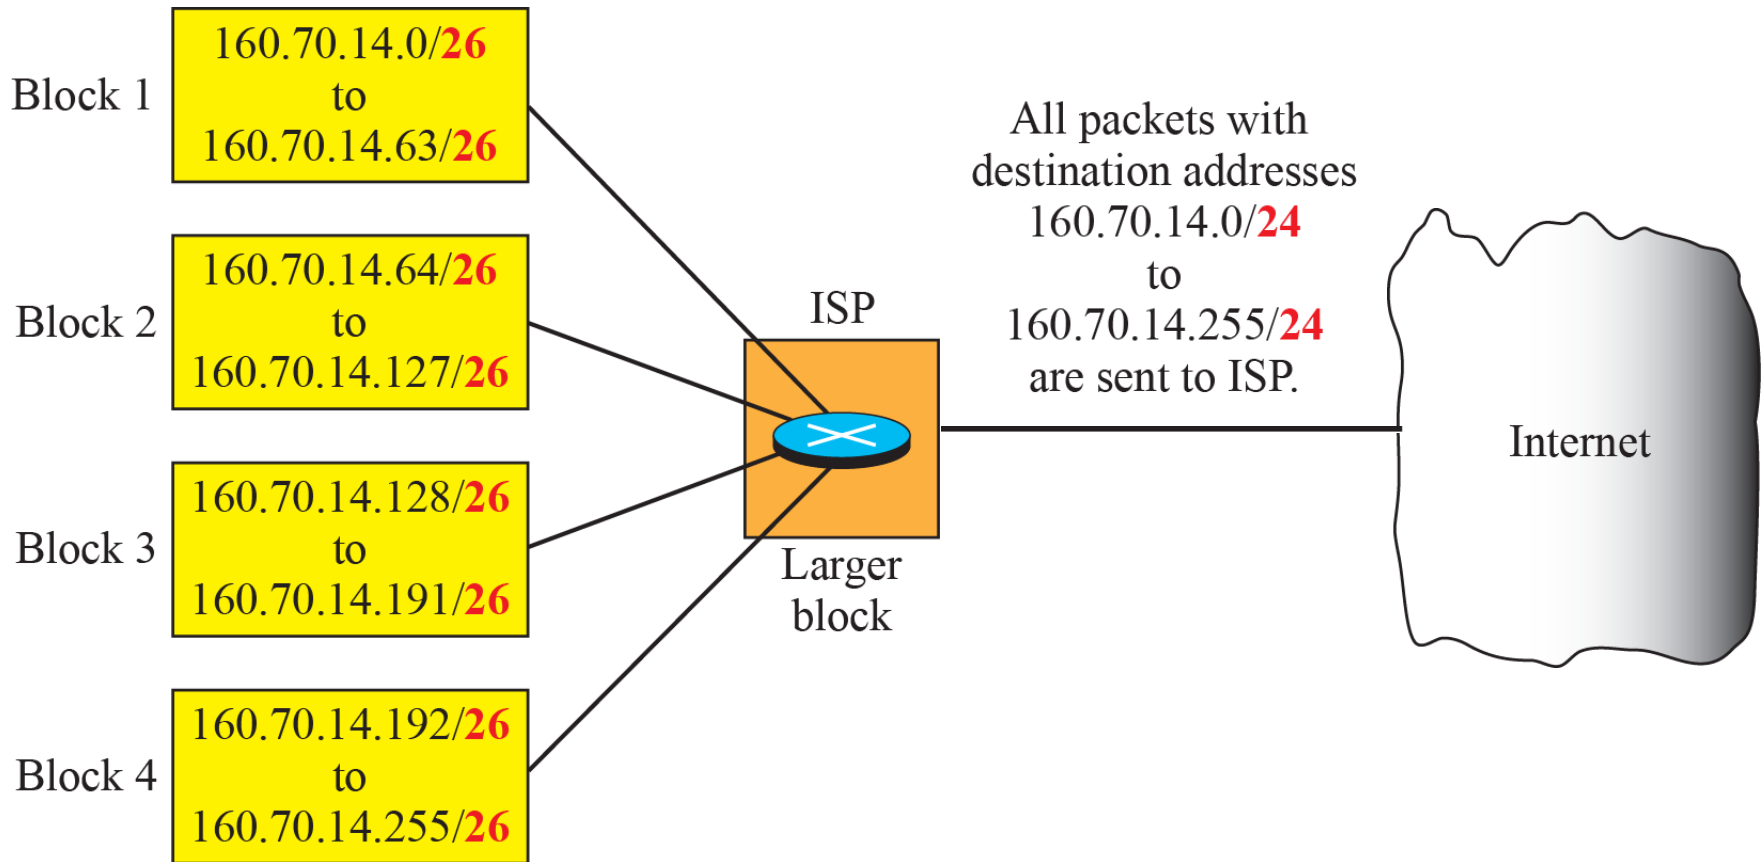 Block 1
160.70.14.0/26
to
160.70.14.63/26
Block 2
160.70.14.64/26
to
160.70.14.127/26
Block 3
160.70.14.128/26
to
160.70.14.191/26
Block 4
160.70.14.192/26
to
160.70.14.255/26
ISP
Larger
block
All packets with
destination addresses
160.70.14.0/24
to
160.70.14.255/24
are sent to ISP.
Internet